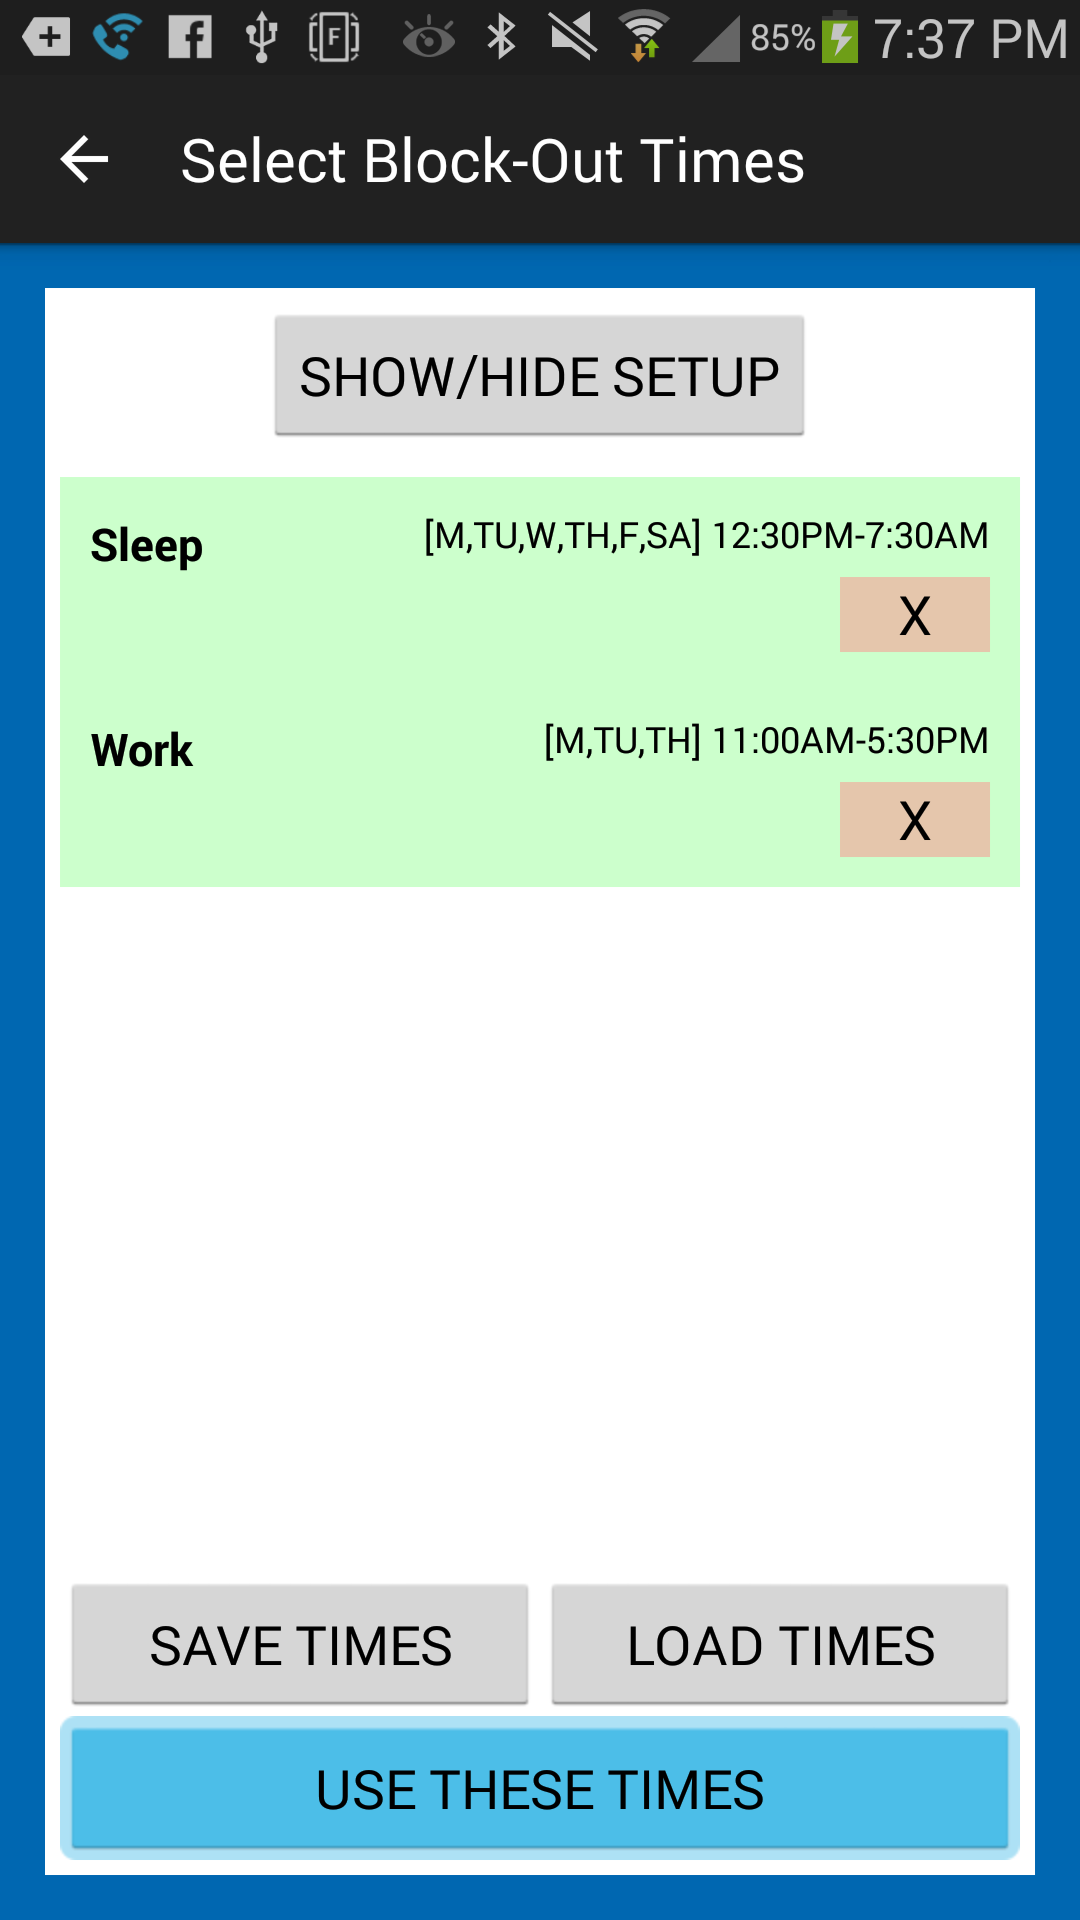 85% 7:37 PM
Select Block-Out Times
SHOW/HIDE SETUP
Sleep [M,TU,W,TH,F,SA] 12:30PM-7:30AM
X
Work [M,TU,TH] 11:00AM-5:30PM
X
SAVE TIMES LOAD TIMES
USE THESE TIMES